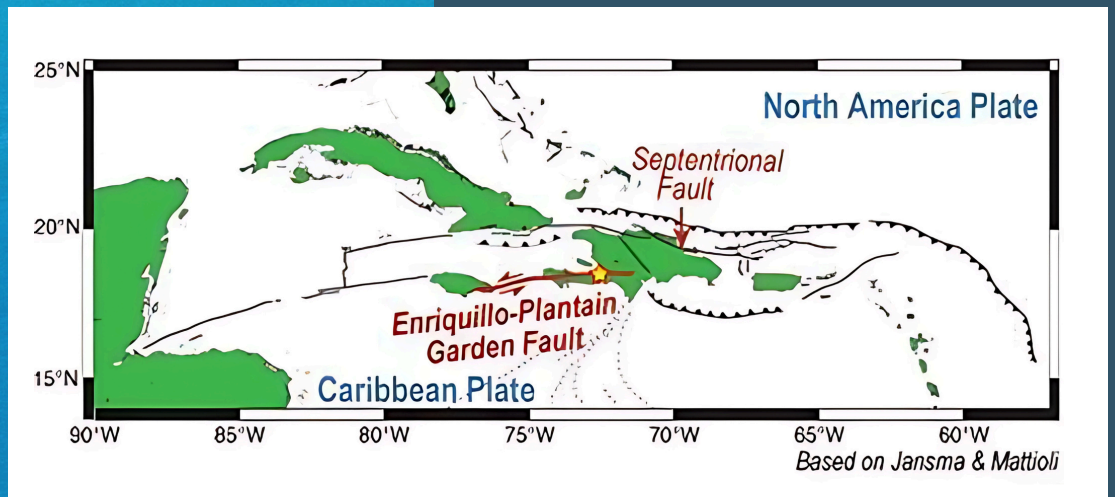 25°N
North America Plate
Septentrional
Fault
20°N
Enriquillo-Plantain
Garden Fault
15°N
Caribbean Plate
90°W 85°W 80°W 75°W 70°W 65°W 60°W
Based on Jansma & Mattioli